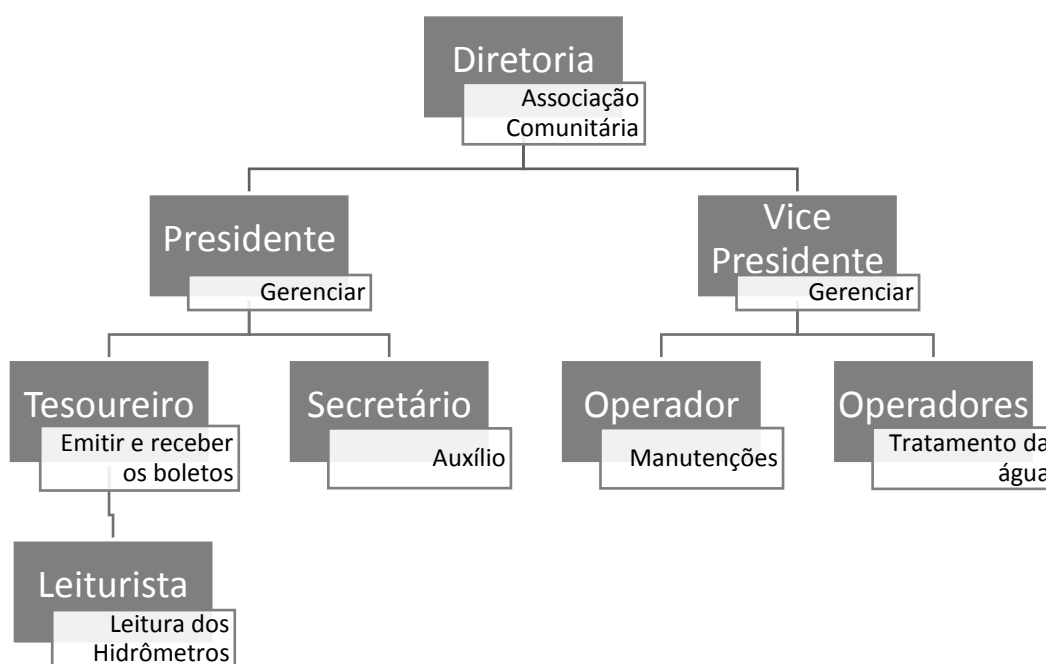 Diretoria
Associação
Comunitária
Presidente
Gerenciar
Vice
Presidente
Gerenciar
Tesoureiro
Emitir e receber
os boletos
Secretário
Auxílio
Operador
Manutenções
Operadores
Tratamento da
água
Leiturista
Leitura dos
Hidrômetros